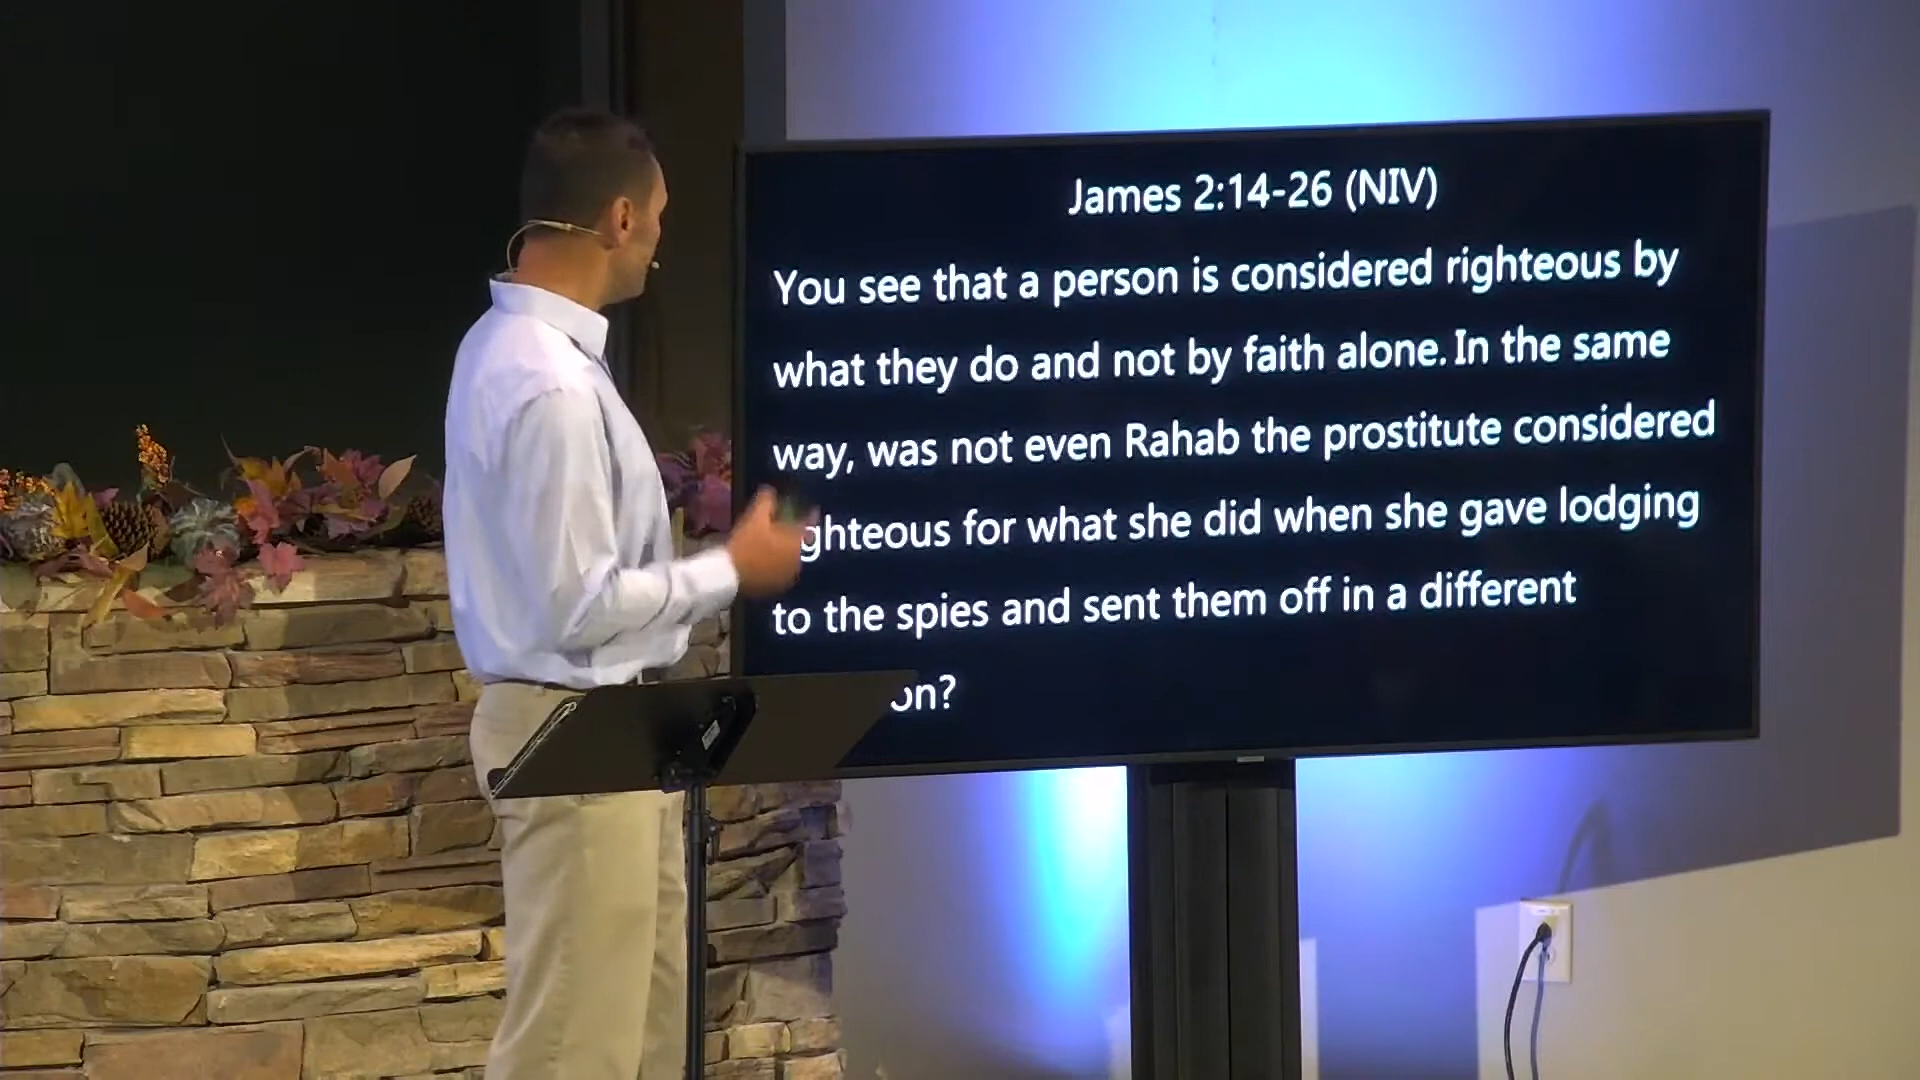 James 2:14-26 (NIV)
You see that a person is considered righteous by
what they do and not by faith alone. In the same
way, was not even Rahab the prostitute considered
ghteous for what she did when she gave lodging
to the spies and sent them off in a different
on?